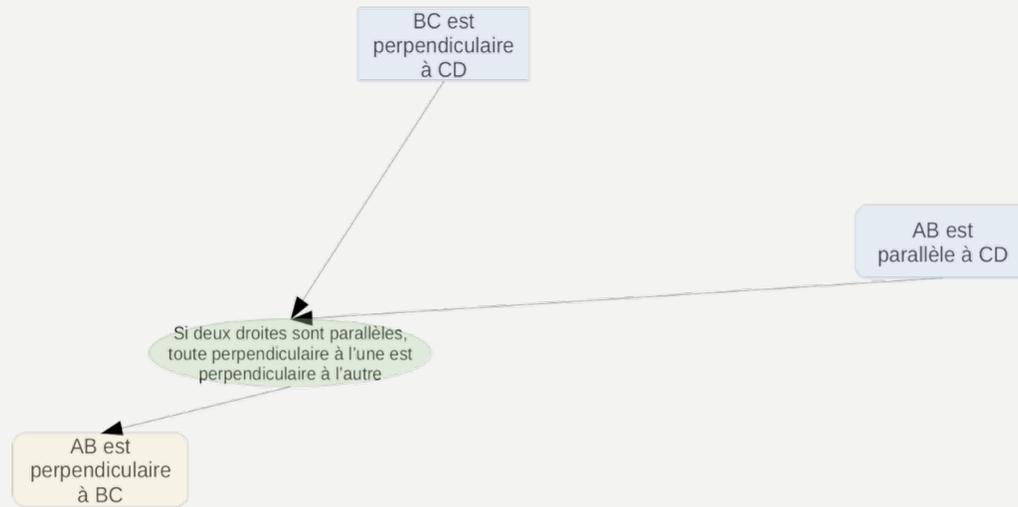 BC est
perpendiculaire
à CD
AB est
parallèle à CD
Si deux droites sont parallèles,
toute perpendiculaire à l'une est
perpendiculaire à l'autre
AB est
perpendiculaire
à BC